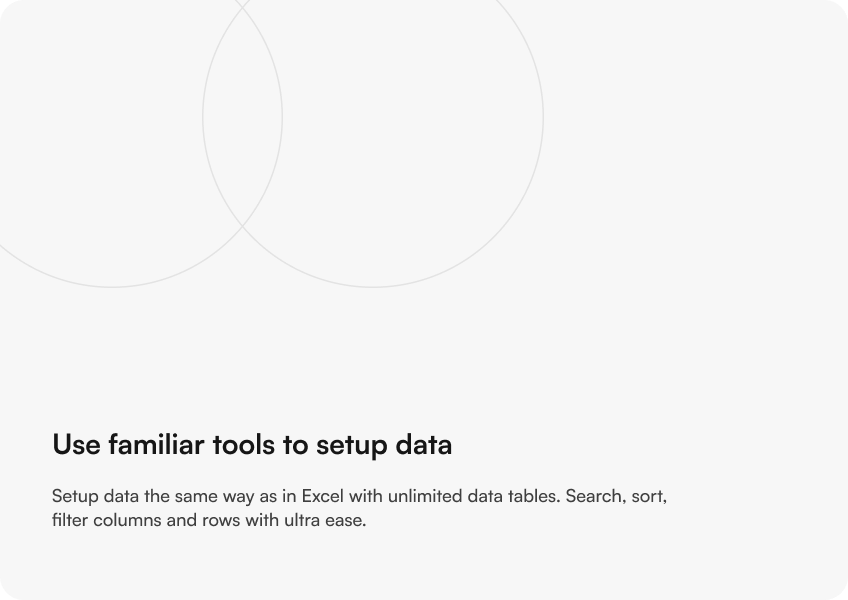 Use familiar tools to setup data
Setup data the same way as in Excel with unlimited data tables. Search, sort,
filter columns and rows with ultra ease.